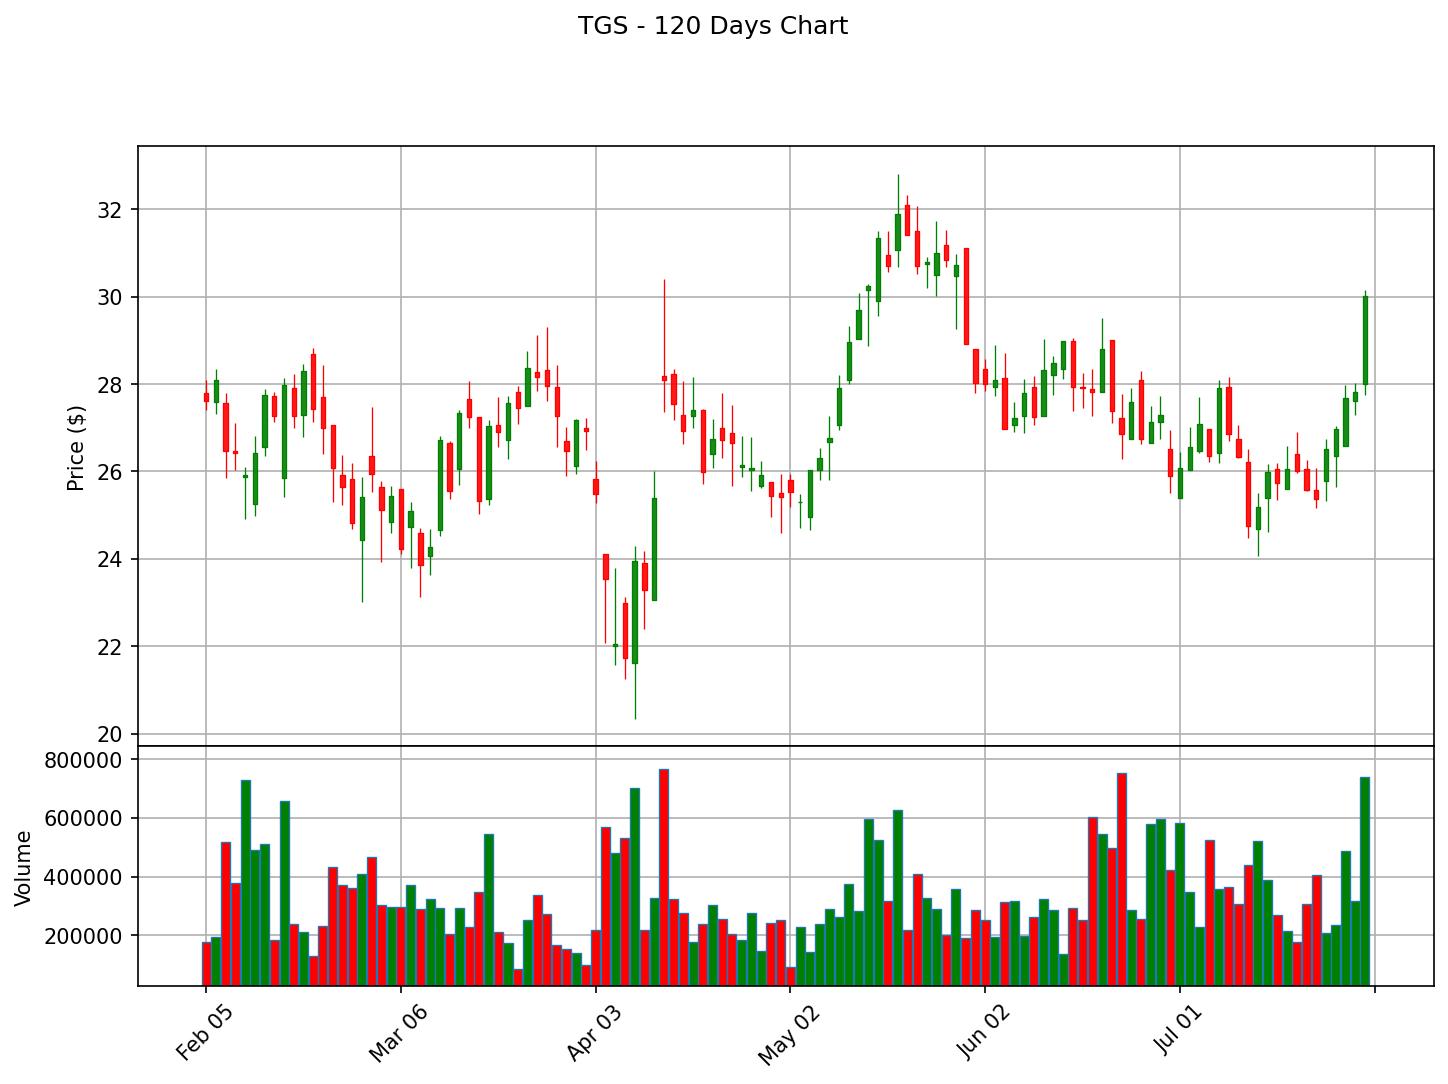 TGS - 120 Days Chart
Price ($)
32
30
28
26
24
22
20
Volume
800000
600000
400000
200000
Feb 05
Mar 06
Apr 03
May 02
Jun 02
Jul 01